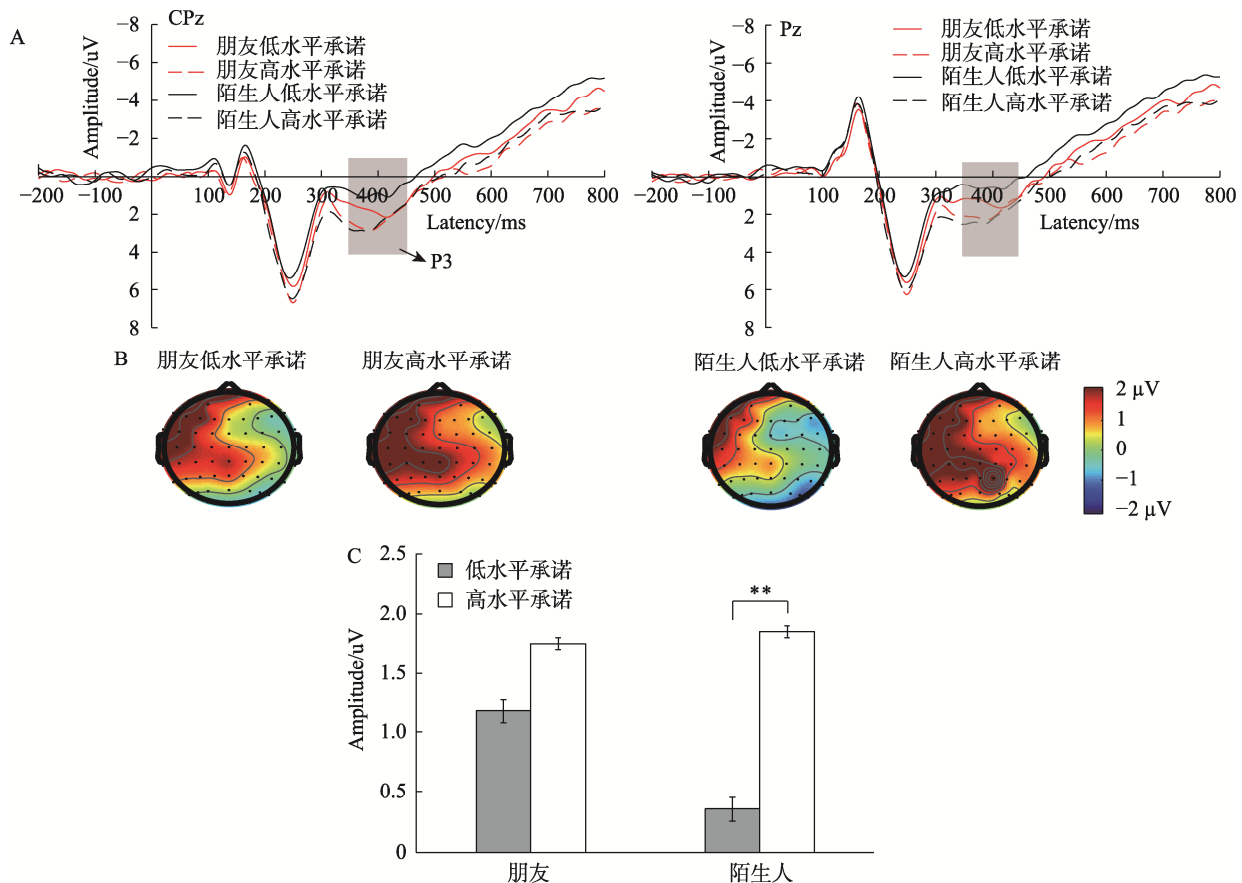 A
CPz
朋友低水平承诺
朋友高水平承诺
陌生人低水平承诺
陌生人高水平承诺
Amplitude/uV
−8
−6
−4
−2
2
4
6
8
−200
−100
0
100
200
300
400
500
600
700
800
Latency/ms
P3
Pz
朋友低水平承诺
朋友高水平承诺
陌生人低水平承诺
陌生人高水平承诺
Amplitude/uV
−8
−6
−4
−2
2
4
6
8
−200
−100
0
100
200
300
400
500
600
700
800
Latency/ms
B
朋友低水平承诺
朋友高水平承诺
陌生人低水平承诺
陌生人高水平承诺
2 μV
1
0
−1
−2 μV
C
低水平承诺
高水平承诺
**
Amplitude/uV
2.5
2.0
1.5
1.0
0.5
0
朋友
陌生人